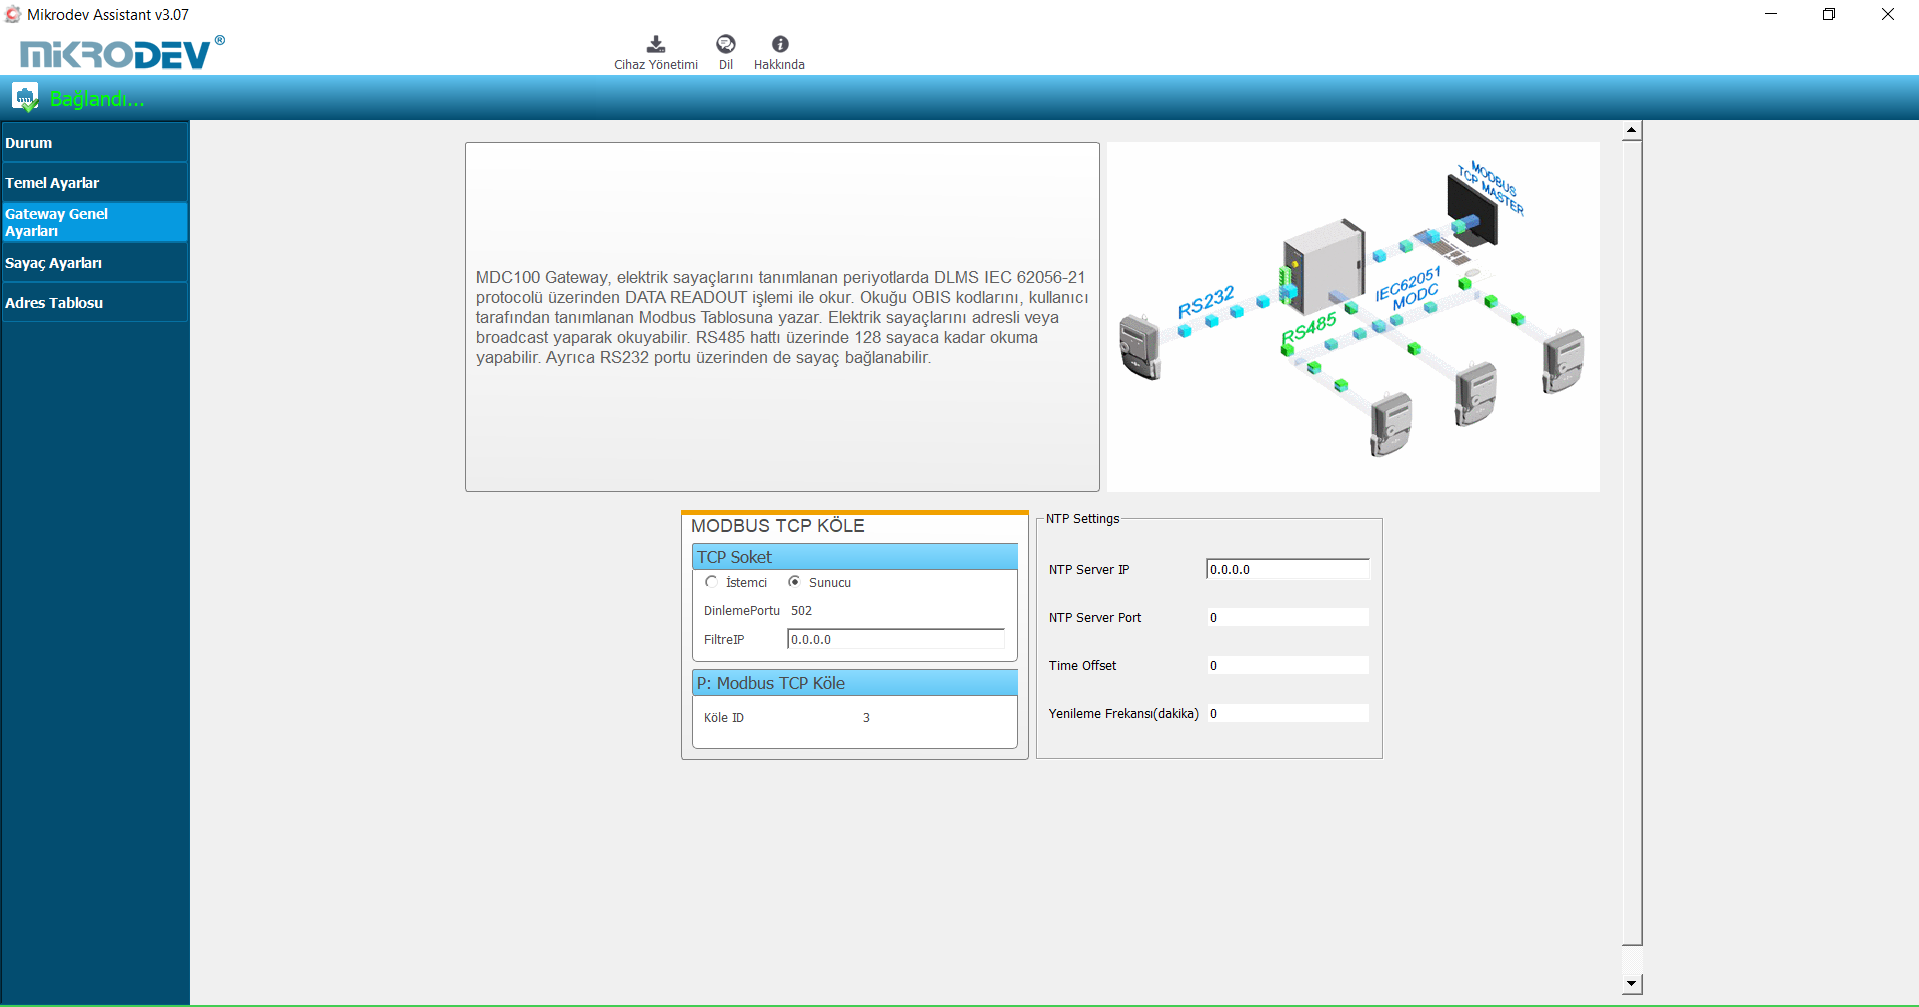 Mikrodev Assistant v3.07
MİKRODEV®
Cihaz Yönetimi
Dil
Hakkında
Bağlandı...
Durum
Temel Ayarlar
Gateway Genel
Ayarları
Sayaç Ayarları
Adres Tablosu
MDC100 Gateway, elektrik sayaçlarını tanımlanan periyotlarda DLMS IEC 62056-21
protocolü üzerinden DATA READOUT işlemi ile okur. Okuğu OBIS kodlarını, kullanıcı
tarafından tanımlanan Modbus Tablosuna yazar. Elektrik sayaçlarını adresli veya
broadcast yaparak okuyabilir. RS485 hattı üzerinde 128 sayaca kadar okuma
yapabilir. Ayrıca RS232 portu üzerinden de sayaç bağlanabilir.
MODBUS
TCP MASTER
RS232
IEC62051
MODC
RS485
MODBUS TCP KÖLE
TCP Soket
İstemci
Sunucu
DinlemePortu 502
FiltreIP 0.0.0.0
P: Modbus TCP Köle
Köle ID 3
NTP Settings
NTP Server IP 0.0.0.0
NTP Server Port 0
Time Offset 0
Yenileme Frekansı(dakika) 0